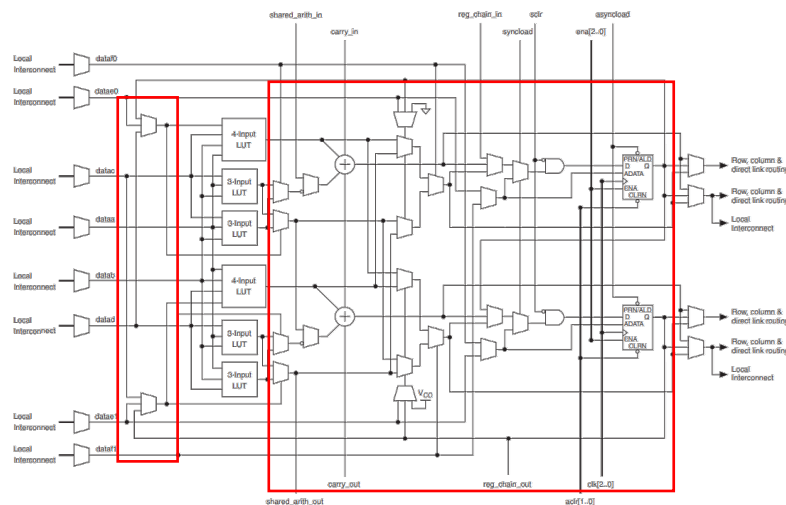 shared_arith_in
reg_chain_in
sclr
asyncload
carry_in
syncload
ena[2..0]
Local
Interconnect
dataf0
Local
Interconnect
datae0
4-Input
LUT
PRN/ALD
D
Q
ADATA
ENA
CLRN
Row, column &
direct link routing
Row, column &
direct link routing
Local
Interconnect
Local
Interconnect
datac
3-Input
LUT
Local
Interconnect
dataa
3-Input
LUT
Local
Interconnect
datab
4-Input
LUT
Local
Interconnect
datad
3-Input
LUT
3-Input
LUT
PRN/ALD
D
Q
ADATA
ENA
CLRN
Row, column &
direct link routing
Row, column &
direct link routing
Local
Interconnect
VCC
Local
Interconnect
datae1
Local
Interconnect
dataf1
carry_out
reg_chain_out
clk[2..0]
shared_arith_out
aclr[1..0]